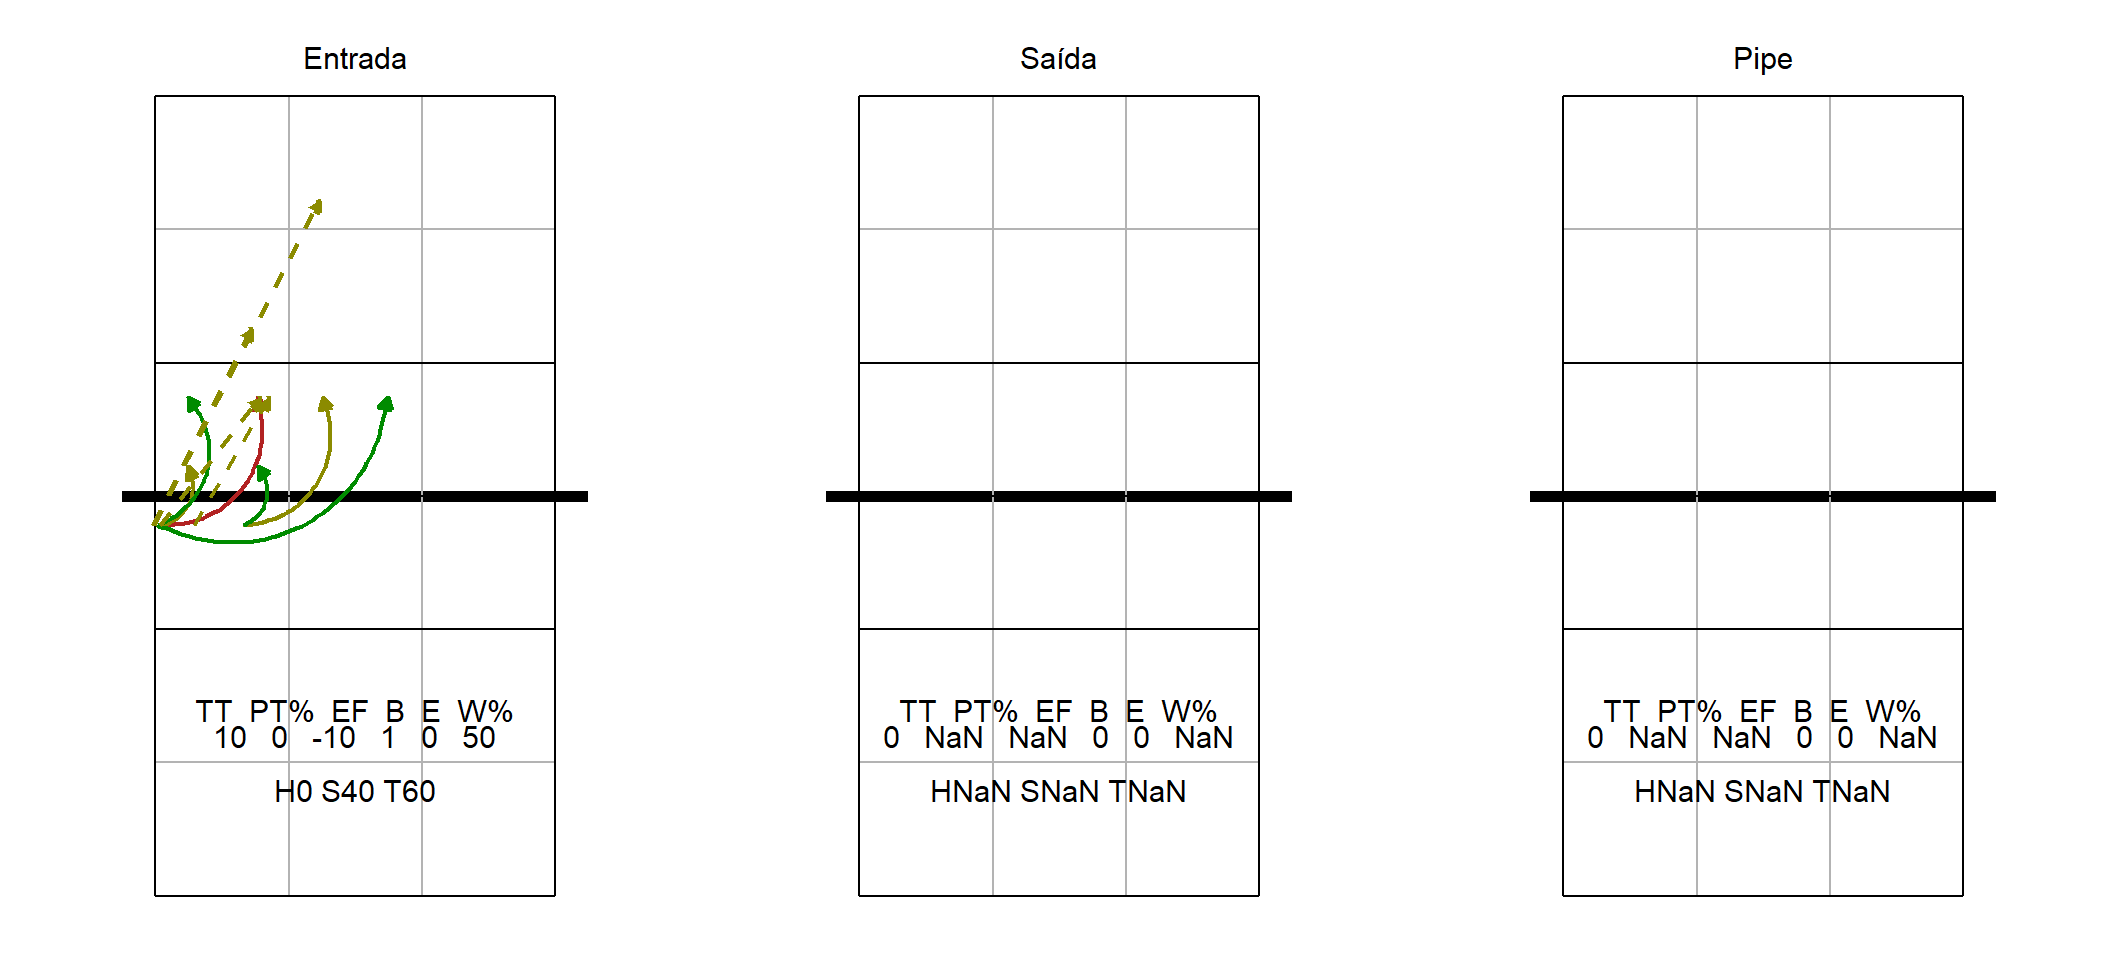 Entrada
TT PT% EF B E W%
10 0 -10 1 0 50
H0 S40 T60
Saída
TT PT% EF B E W%
0 NaN NaN 0 0 NaN
HNaN SNaN TNaN
Pipe
TT PT% EF B E W%
0 NaN NaN 0 0 NaN
HNaN SNaN TNaN